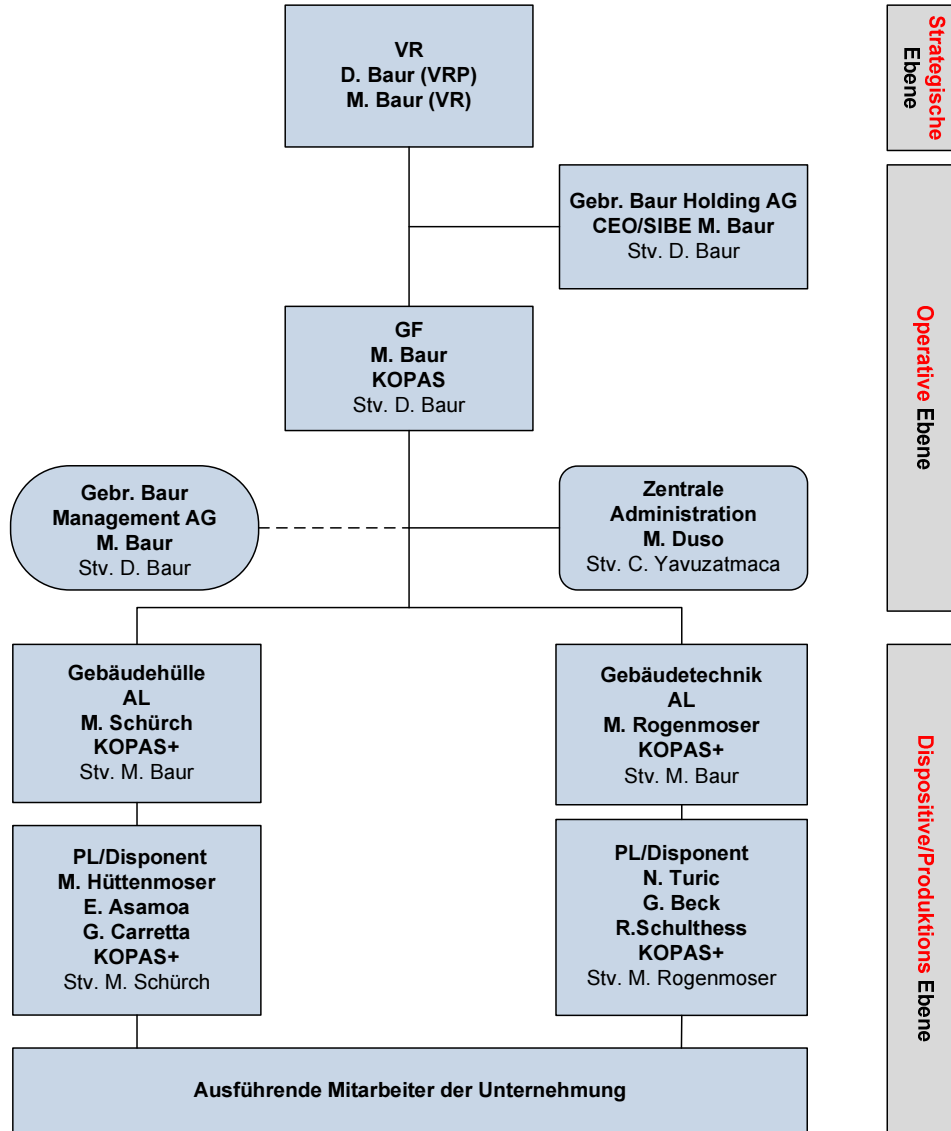 VR
D. Baur (VRP)
M. Baur (VR)
Strategische
Ebene
Gebr. Baur Holding AG
CEO/SIBE M. Baur
Stv. D. Baur
GF
M. Baur
KOPAS
Stv. D. Baur
Operative Ebene
Gebr. Baur
Management AG
M. Baur
Stv. D. Baur
Zentrale
Administration
M. Duso
Stv. C. Yavuzatmaca
Gebäudehülle
AL
M. Schürch
KOPAS+
Stv. M. Baur
Gebäudetechnik
AL
M. Rogenmoser
KOPAS+
Stv. M. Baur
Dispositive/Produktions Ebene
PL/Disponent
M. Hüttenmoser
E. Asamoa
G. Carretta
KOPAS+
Stv. M. Schürch
PL/Disponent
N. Turic
G. Beck
R.Schulthess
KOPAS+
Stv. M. Rogenmoser
Ausführende Mitarbeiter der Unternehmung